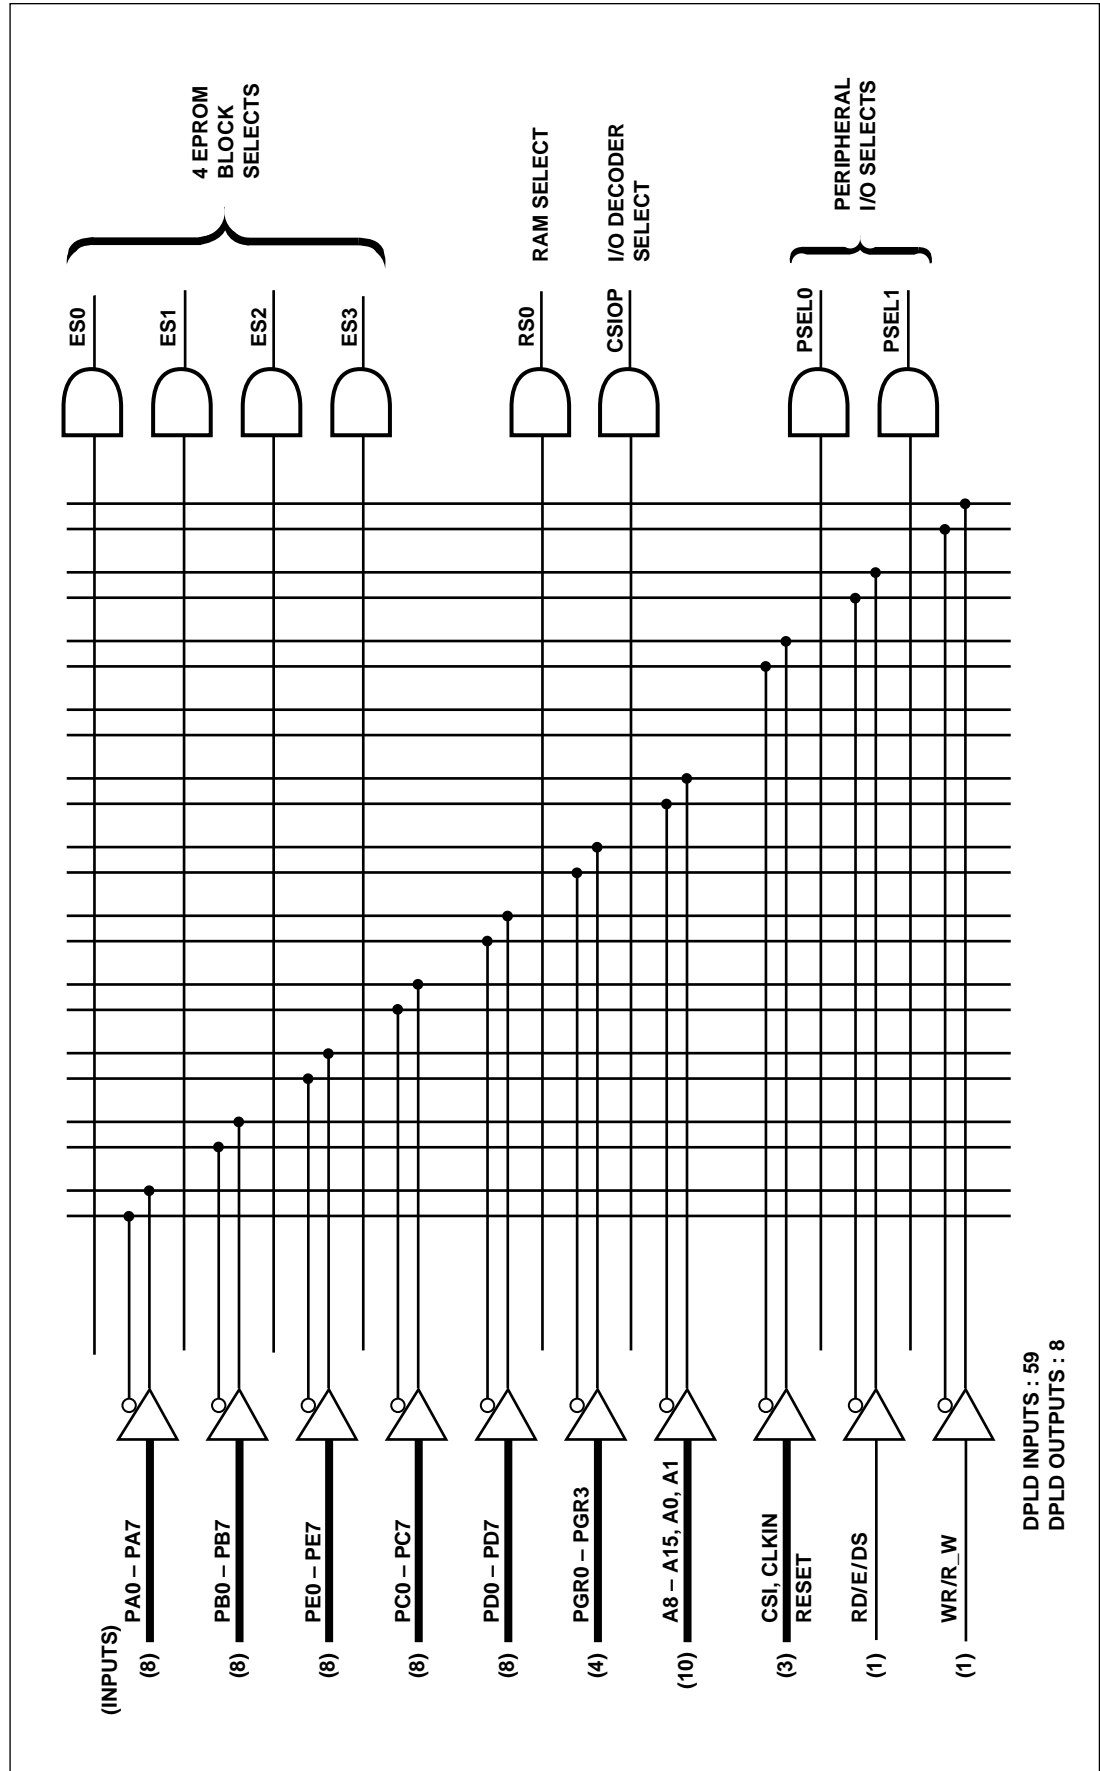 (INPUTS)
(8) PA0 – PA7
(8) PB0 – PB7
(8) PE0 – PE7
(8) PC0 – PC7
(8) PD0 – PD7
(4) PGR0 – PGR3
(10) A8 – A15, A0, A1
(3) CSI, CLKIN
RESET
(1) RD/E/DS
(1) WR/R_W
ES0
ES1
ES2
ES3
4 EPROM
BLOCK
SELECTS
RS0
RAM SELECT
CSIOP
I/O DECODER
SELECT
PSEL0
PSEL1
PERIPHERAL
I/O SELECTS
DPLD INPUTS : 59
DPLD OUTPUTS : 8